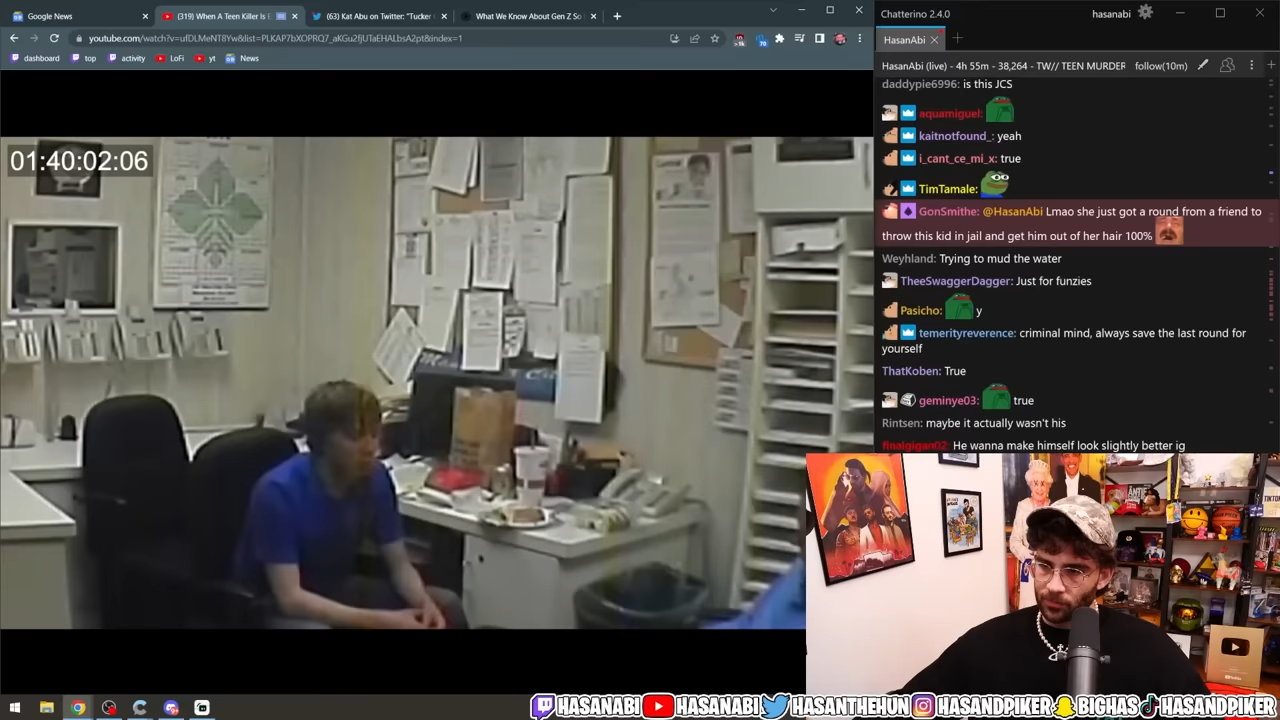 Google News
(319) When A Teen Killer Is
(63) Kat Abu on Twitter: "Tucker
What We Know About Gen Z So
youtube.com/watch?v=ufDLMeNT8Yw&list=PLKAP7bXOPRQ7_aKGu2fjUTaEHALbsA2pt&index=1
dashboard
top
activity
LoFi
yt
News
01:40:02:06
Chatterino 2.4.0
hasanabi
HasanAbi
HasanAbi (live) - 4h 55m - 38,264 - TW// TEEN MURDER
follow(10m)
daddypie6996: is this JCS
aquamiguel:
kaitnotfound_: yeah
i_cant_ce_mi_x: true
TimTamale:
GonSmithe: @HasanAbi Lmao she just got a round from a friend to
throw this kid in jail and get him out of her hair 100%
Weyhland: Trying to mud the water
TheeSwaggerDagger: Just for funzies
Pasicho: y
temerityreverence: criminal mind, always save the last round for
yourself
ThatKoben: True
geminye03: true
Rintsen: maybe it actually wasn't his
finalgigan02: He wanna make himself look slightly better ig
HASANABI
HASANABI
HASANTHEHUN
HASANDPIKER
BIGHAS
HASANDPIKER